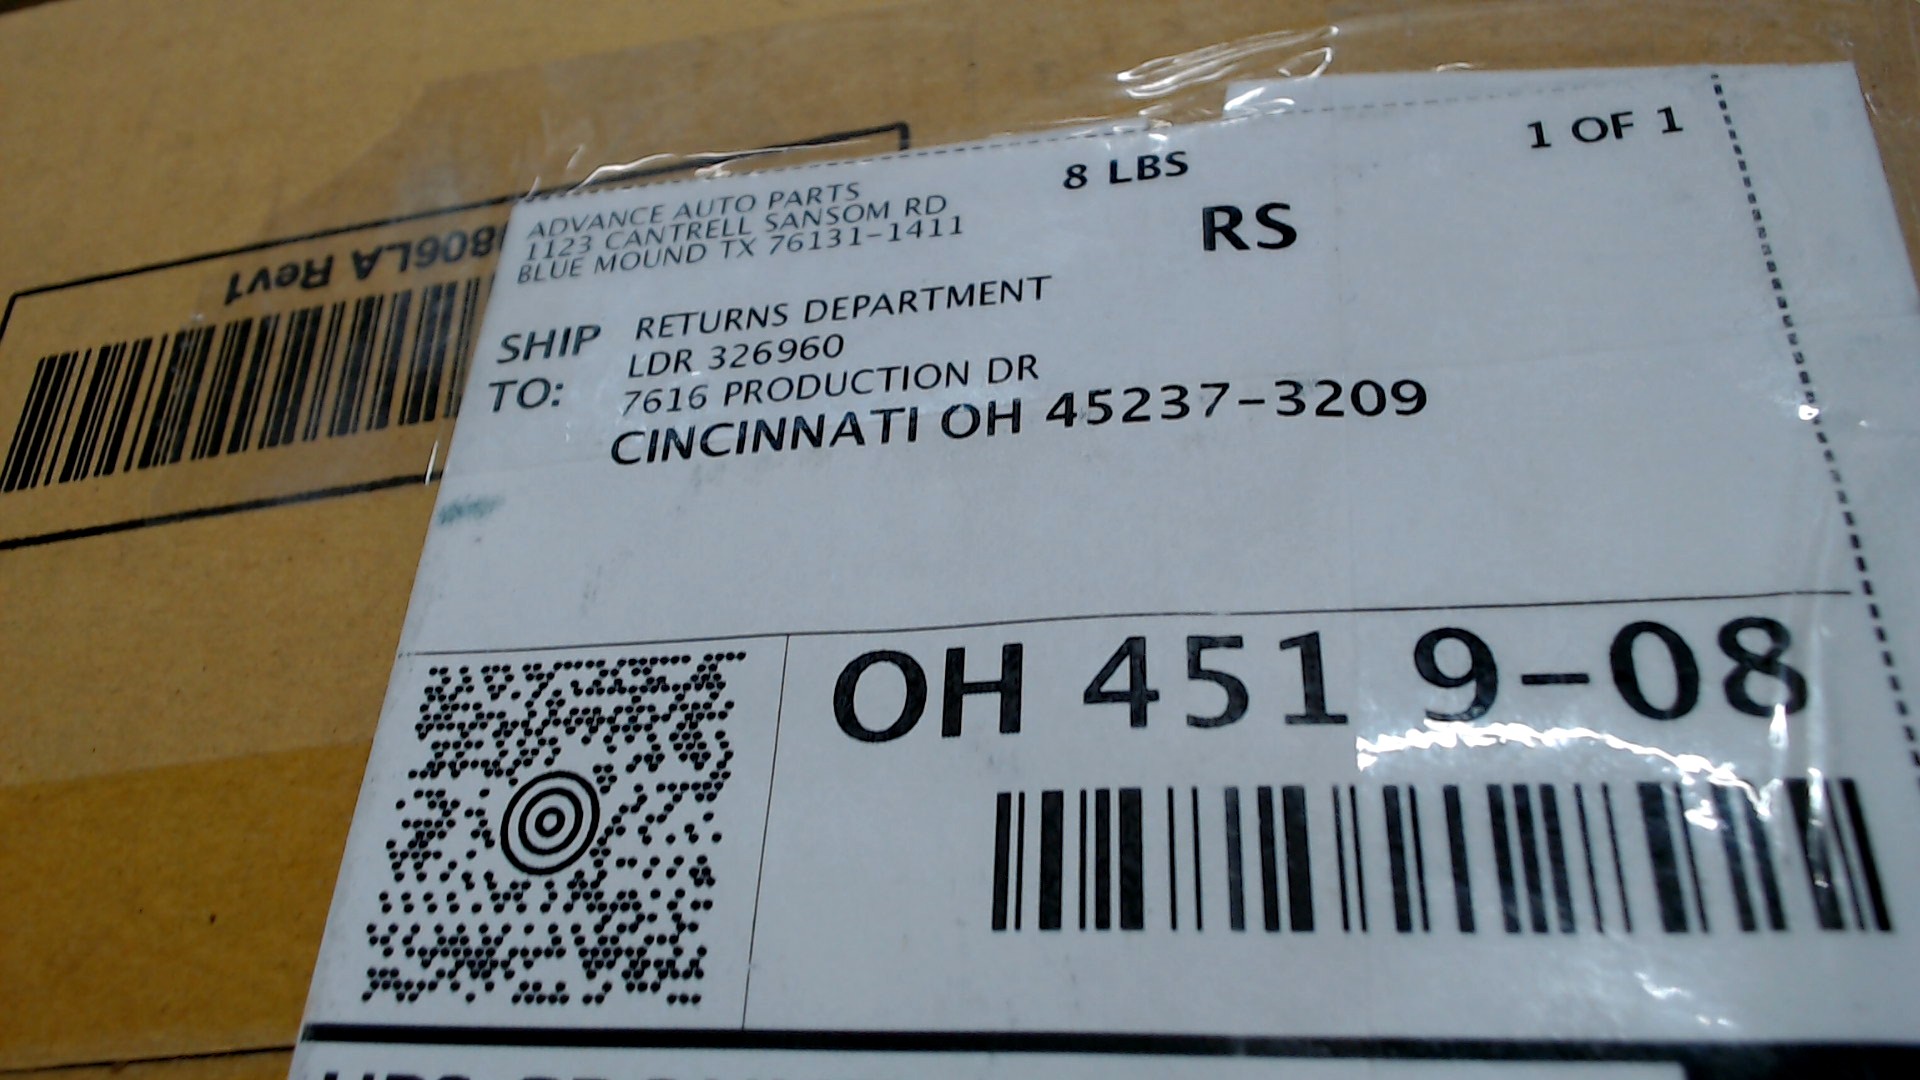 ADVANCE AUTO PARTS
1123 CANTRELL SANSOM RD
BLUE MOUND TX 76131-1411
8 LBS
1 OF 1
RS
SHIP TO:
RETURNS DEPARTMENT
LDR 326960
7616 PRODUCTION DR
CINCINNATI OH 45237-3209
OH 451 9-08
806LA Rev1